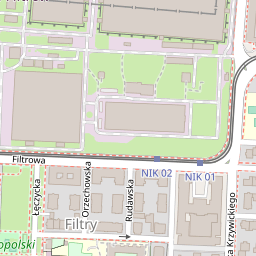 Filtrowa
NIK 02
NIK 01
Łęczycka
Orzechowska
Rudawska
Filtry
Krzywickiego
opolski